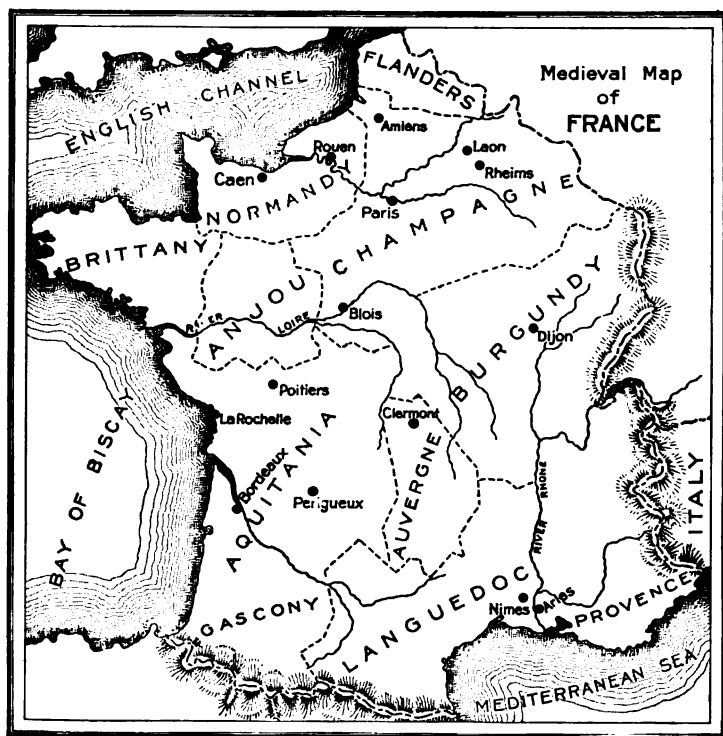 Medieval Map
of
FRANCE
ENGLISH CHANNEL
FLANDERS
Amiens
Laon
Rouen
Rheims
Caen
NORMANDY
Paris
CHAMPAGNE
BRITTANY
ANJOU
RIVER LOIRE
Blois
BURGUNDY
Dijon
Poitiers
La Rochelle
Clermont
BAY OF BISCAY
AQUITANIA
Bordeaux
Perigueux
AUVERGNE
RIVER RHONE
ITALY
GASCONY
LANGUEDOC
Nimes
Arles
PROVENCE
MEDITERRANEAN SEA